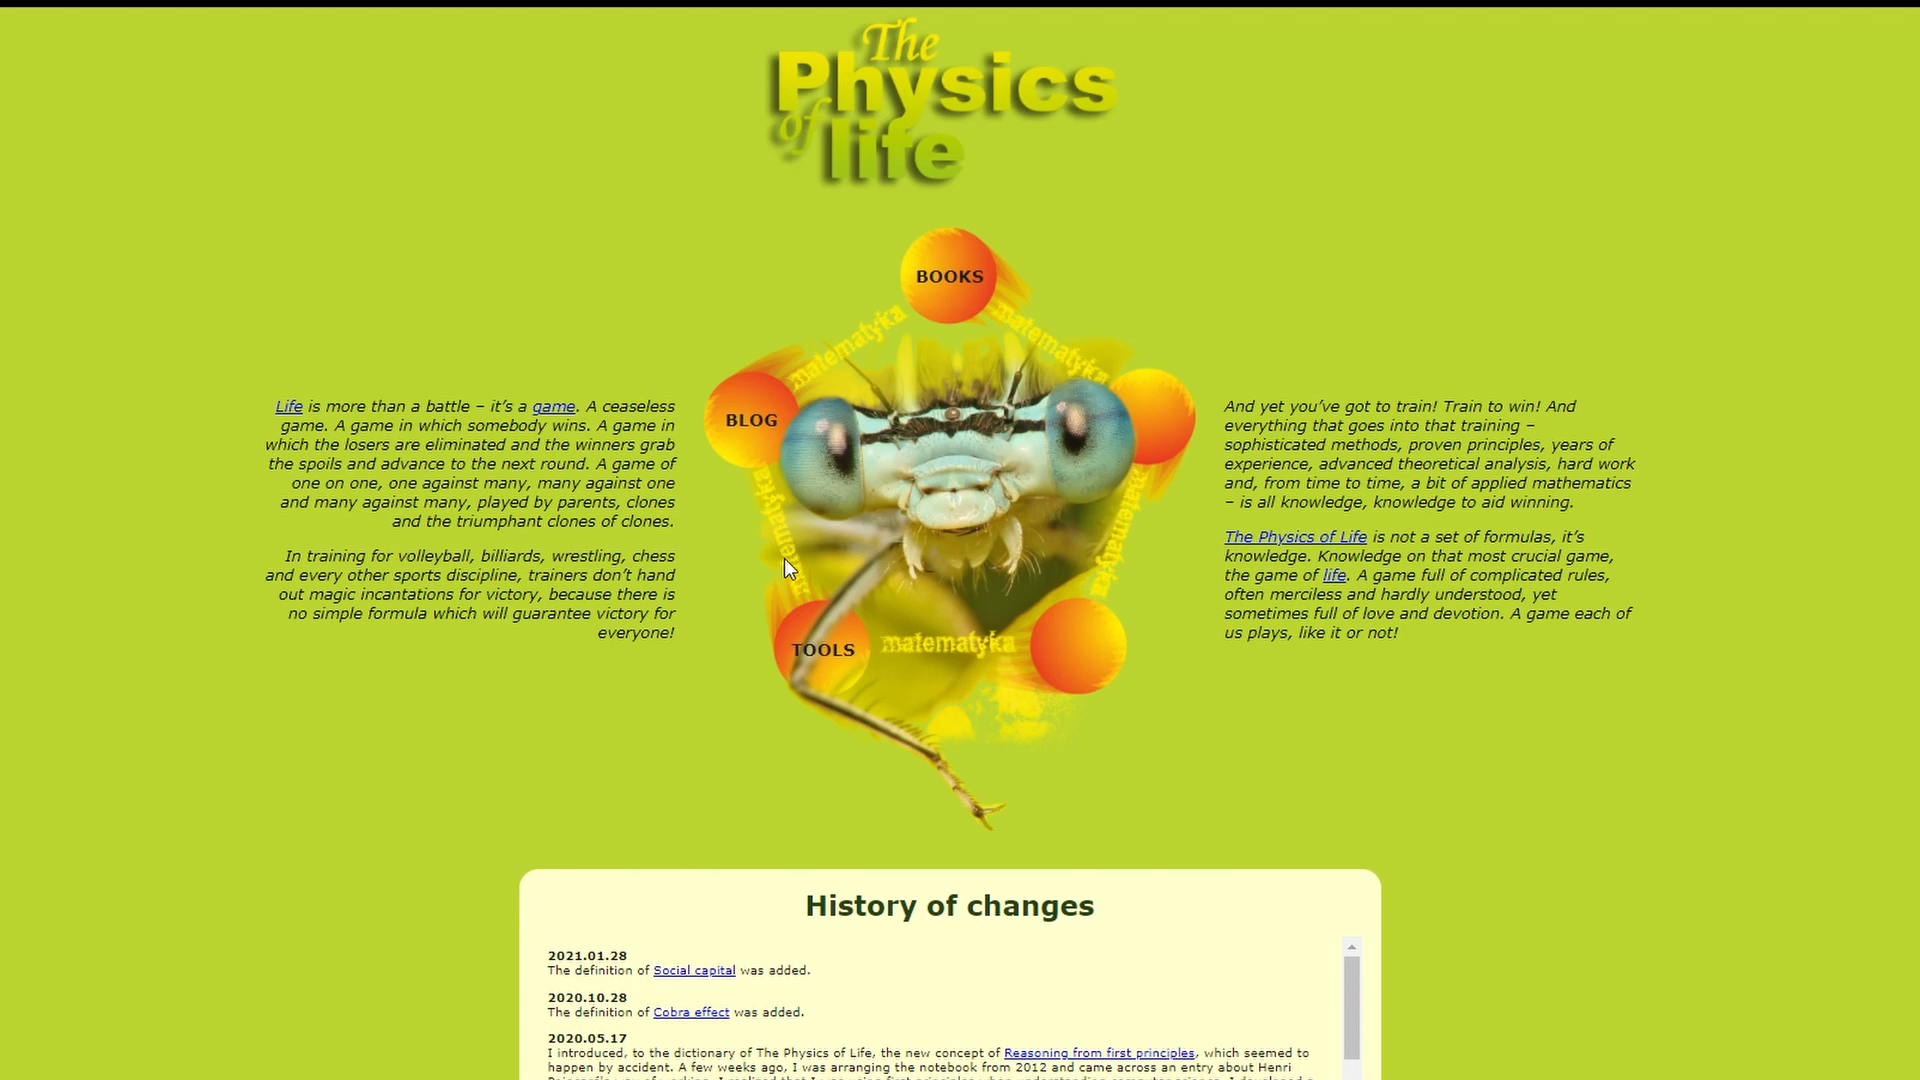 The
Physics
of
life
BOOKS
matematyka
matematyka
BLOG
matematyka
matematyka
TOOLS
matematyka
Life is more than a battle – it’s a game. A ceaseless
game. A game in which somebody wins. A game in
which the losers are eliminated and the winners grab
the spoils and advance to the next round. A game of
one on one, one against many, many against one
and many against many, played by parents, clones
and the triumphant clones of clones.
In training for volleyball, billiards, wrestling, chess
and every other sports discipline, trainers don’t hand
out magic incantations for victory, because there is
no simple formula which will guarantee victory for
everyone!
And yet you’ve got to train! Train to win! And
everything that goes into that training –
sophisticated methods, proven principles, years of
experience, advanced theoretical analysis, hard work
and, from time to time, a bit of applied mathematics
– is all knowledge, knowledge to aid winning.
The Physics of Life is not a set of formulas, it’s
knowledge. Knowledge on that most crucial game,
the game of life. A game full of complicated rules,
often merciless and hardly understood, yet
sometimes full of love and devotion. A game each of
us plays, like it or not!
History of changes
2021.01.28
The definition of Social capital was added.
2020.10.28
The definition of Cobra effect was added.
2020.05.17
I introduced, to the dictionary of The Physics of Life, the new concept of Reasoning from first principles, which seemed to
happen by accident. A few weeks ago, I was arranging the notebook from 2012 and came across an entry about Henri